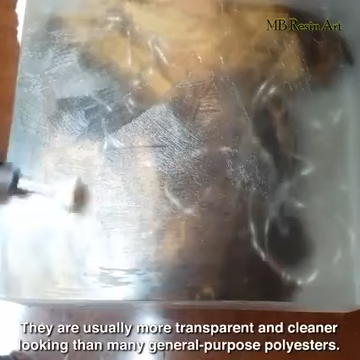 MB Resin Art
They are usually more transparent and cleaner
looking than many general-purpose polyesters.